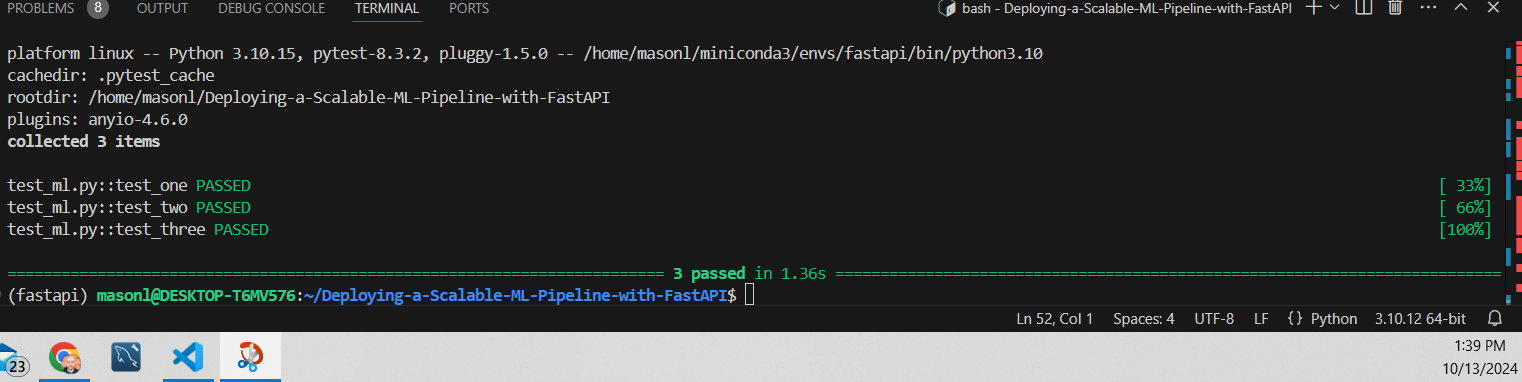 PROBLEMS 8 OUTPUT DEBUG CONSOLE TERMINAL PORTS bash - Deploying-a-Scalable-ML-Pipeline-with-FastAPI
platform linux -- Python 3.10.15, pytest-8.3.2, pluggy-1.5.0 -- /home/masonl/miniconda3/envs/fastapi/bin/python3.10
cachedir: .pytest_cache
rootdir: /home/masonl/Deploying-a-Scalable-ML-Pipeline-with-FastAPI
plugins: anyio-4.6.0
collected 3 items
test_ml.py::test_one PASSED [ 33%]
test_ml.py::test_two PASSED [ 66%]
test_ml.py::test_three PASSED [100%]
========================================================================== 3 passed in 1.36s ==========================================================================
(fastapi) masonl@DESKTOP-T6MV576:~/Deploying-a-Scalable-ML-Pipeline-with-FastAPI$
Ln 52, Col 1 Spaces: 4 UTF-8 LF {} Python 3.10.12 64-bit
23
1:39 PM
10/13/2024